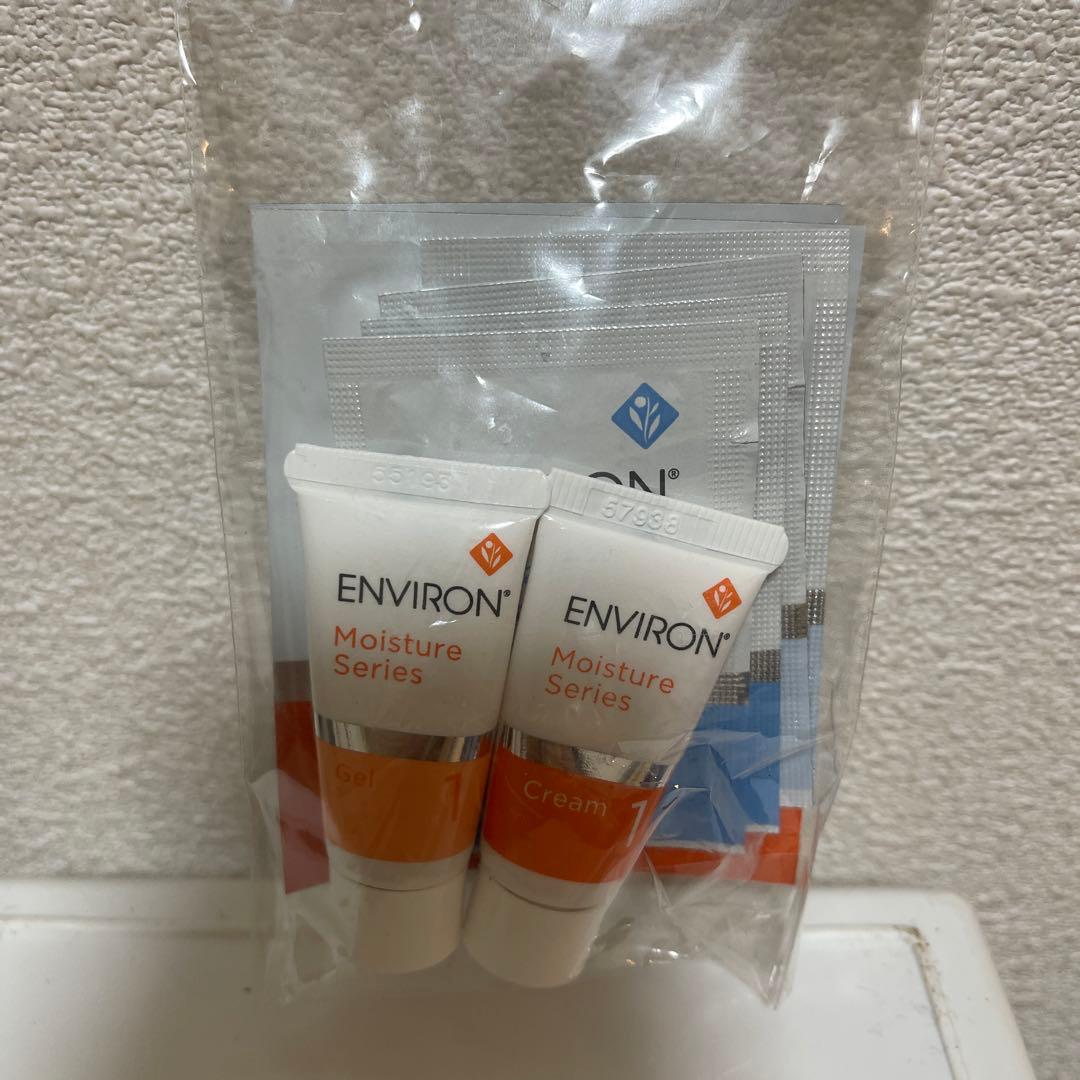 ON®
55193
ENVIRON®
Moisture
Series
Gel 1
57938
ENVIRON®
Moisture
Series
Cream 1